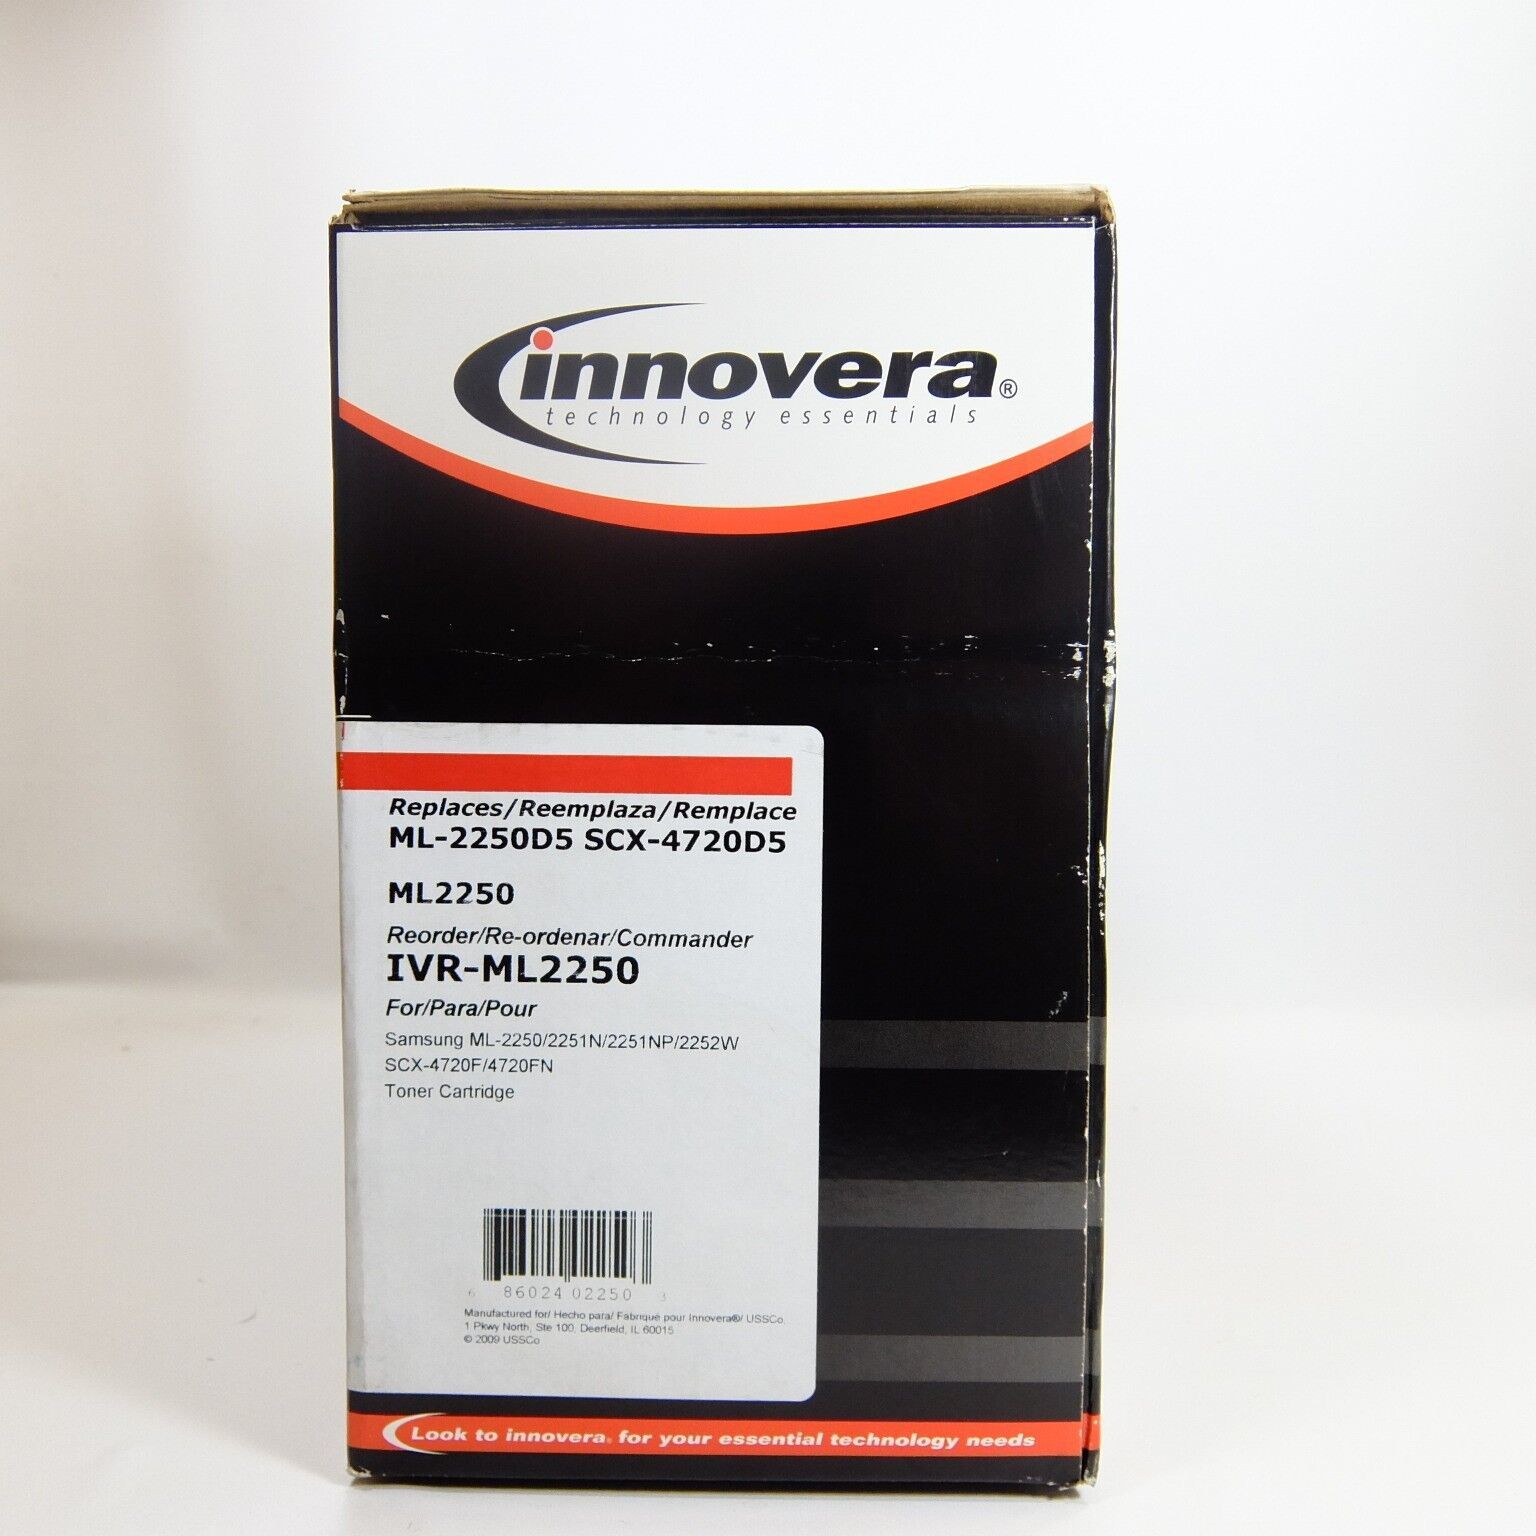 innovera®
technology essentials
Replaces/Reemplaza/Remplace
ML-2250D5 SCX-4720D5
ML2250
Reorder/Re-ordenar/Commander
IVR-ML2250
For/Para/Pour
Samsung ML-2250/2251N/2251NP/2252W
SCX-4720F/4720FN
Toner Cartridge
6 86024 02250 3
Manufactured for/ Hecho para/ Fabriqué pour Innovera®/ USSCo.
1 Pkwy North, Ste 100, Deerfield, IL 60015
© 2009 USSCo
Look to innovera® for your essential technology needs